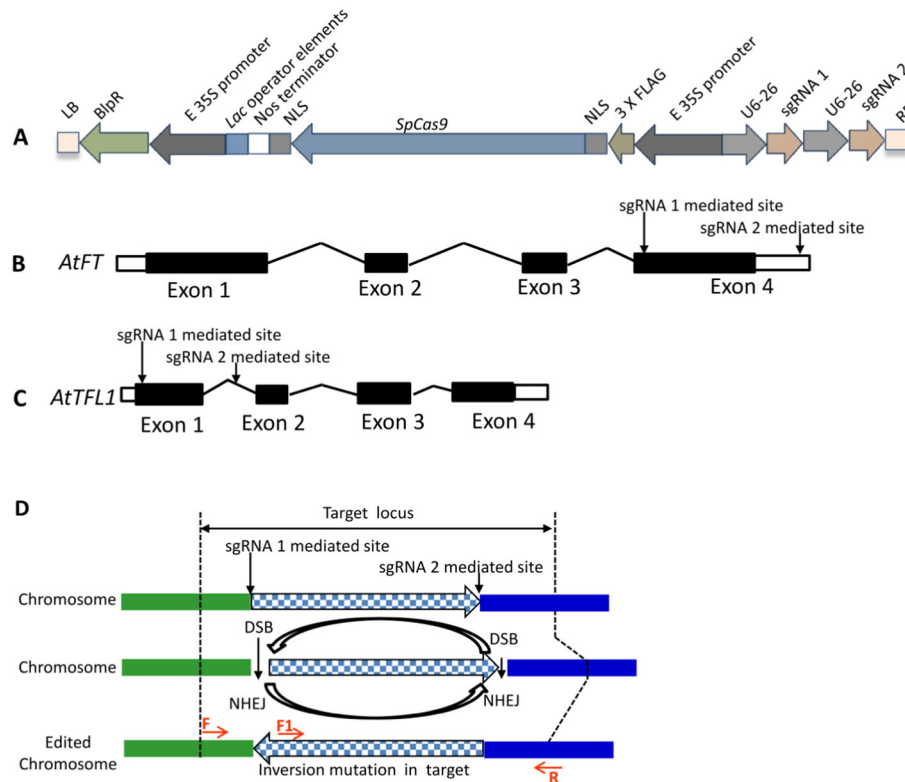 LB
BlpR
E 35S promoter
Lac operator elements
Nos terminator
NLS
SpCas9
NLS
3 X FLAG
E 35S promoter
U6-26
sgRNA 1
U6-26
sgRNA 2
A
sgRNA 1 mediated site
sgRNA 2 mediated site
B
AtFT
Exon 1
Exon 2
Exon 3
Exon 4
sgRNA 1 mediated site
sgRNA 2 mediated site
C
AtTFL1
Exon 1
Exon 2
Exon 3
Exon 4
D
Target locus
sgRNA 1 mediated site
sgRNA 2 mediated site
Chromosome
DSB
DSB
Chromosome
NHEJ
NHEJ
F
F1
Edited
Chromosome
Inversion mutation in target
R